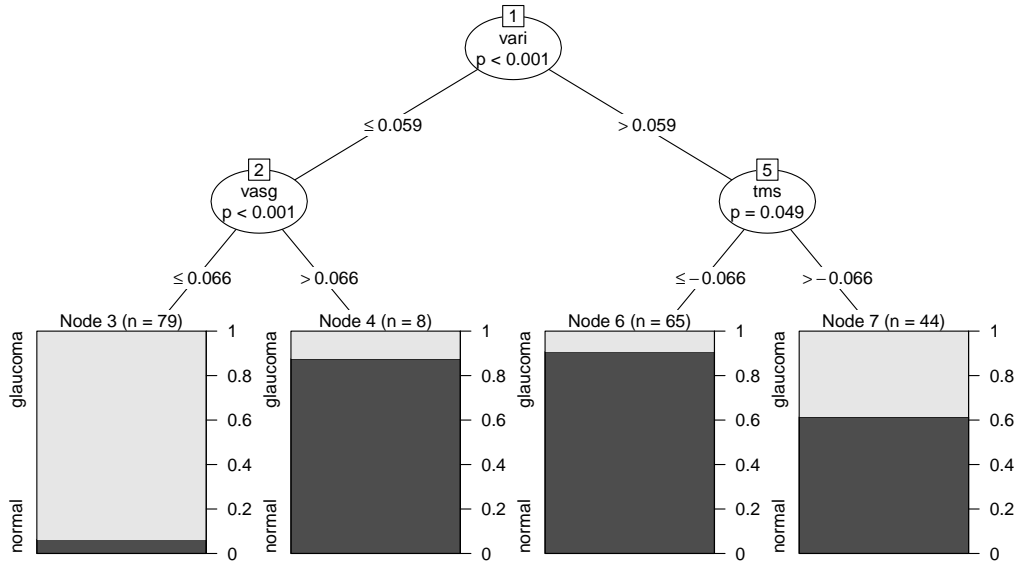 1
vari
p < 0.001
≤ 0.059
> 0.059
2
vasg
p < 0.001
5
tms
p = 0.049
≤ 0.066
> 0.066
≤ −0.066
> −0.066
Node 3 (n = 79)
normal
glaucoma
0
0.2
0.4
0.6
0.8
1
Node 4 (n = 8)
normal
glaucoma
0
0.2
0.4
0.6
0.8
1
Node 6 (n = 65)
normal
glaucoma
0
0.2
0.4
0.6
0.8
1
Node 7 (n = 44)
normal
glaucoma
0
0.2
0.4
0.6
0.8
1